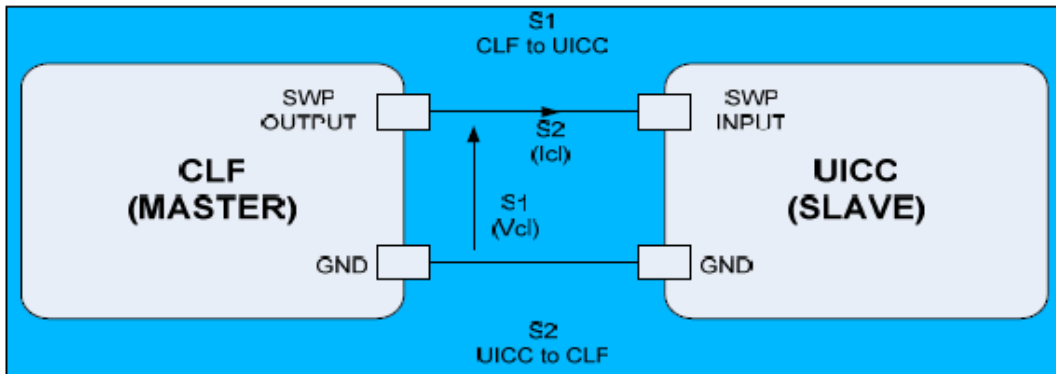 S1
CLF to UICC
SWP
OUTPUT
SWP
INPUT
S2
(Icl)
CLF
(MASTER)
UICC
(SLAVE)
S1
(Vcl)
GND
GND
S2
UICC to CLF